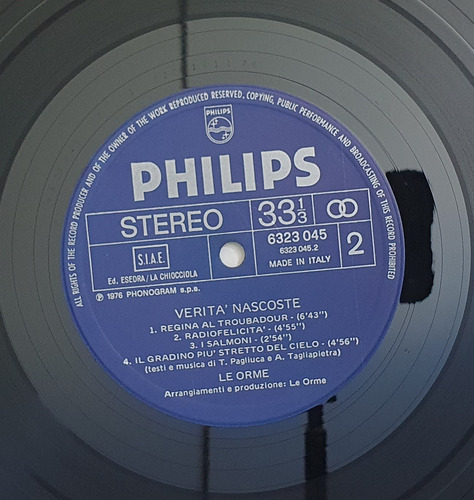 ALL RIGHTS OF THE RECORD PRODUCER AND OF THE OWNER OF THE WORK REPRODUCED RESERVED. COPYING, PUBLIC PERFORMANCE AND BROADCASTING OF THIS RECORD PROHIBITED
PHILIPS
PHILIPS
STEREO
33 1/3
S.I.A.E.
6323 045
6323 045.2
2
Ed. ESEDRA/LA CHIOCCIOLA
MADE IN ITALY
℗ 1976 PHONOGRAM s.p.a.
VERITA' NASCOSTE
1. REGINA AL TROUBADOUR - (6'43")
2. RADIOFELICITA' - (4'55")
3. I SALMONI - (2'54")
4. IL GRADINO PIU' STRETTO DEL CIELO - (4'56")
(testi e musica di T. Pagliuca e A. Tagliapietra)
LE ORME
Arrangiamenti e produzione: Le Orme